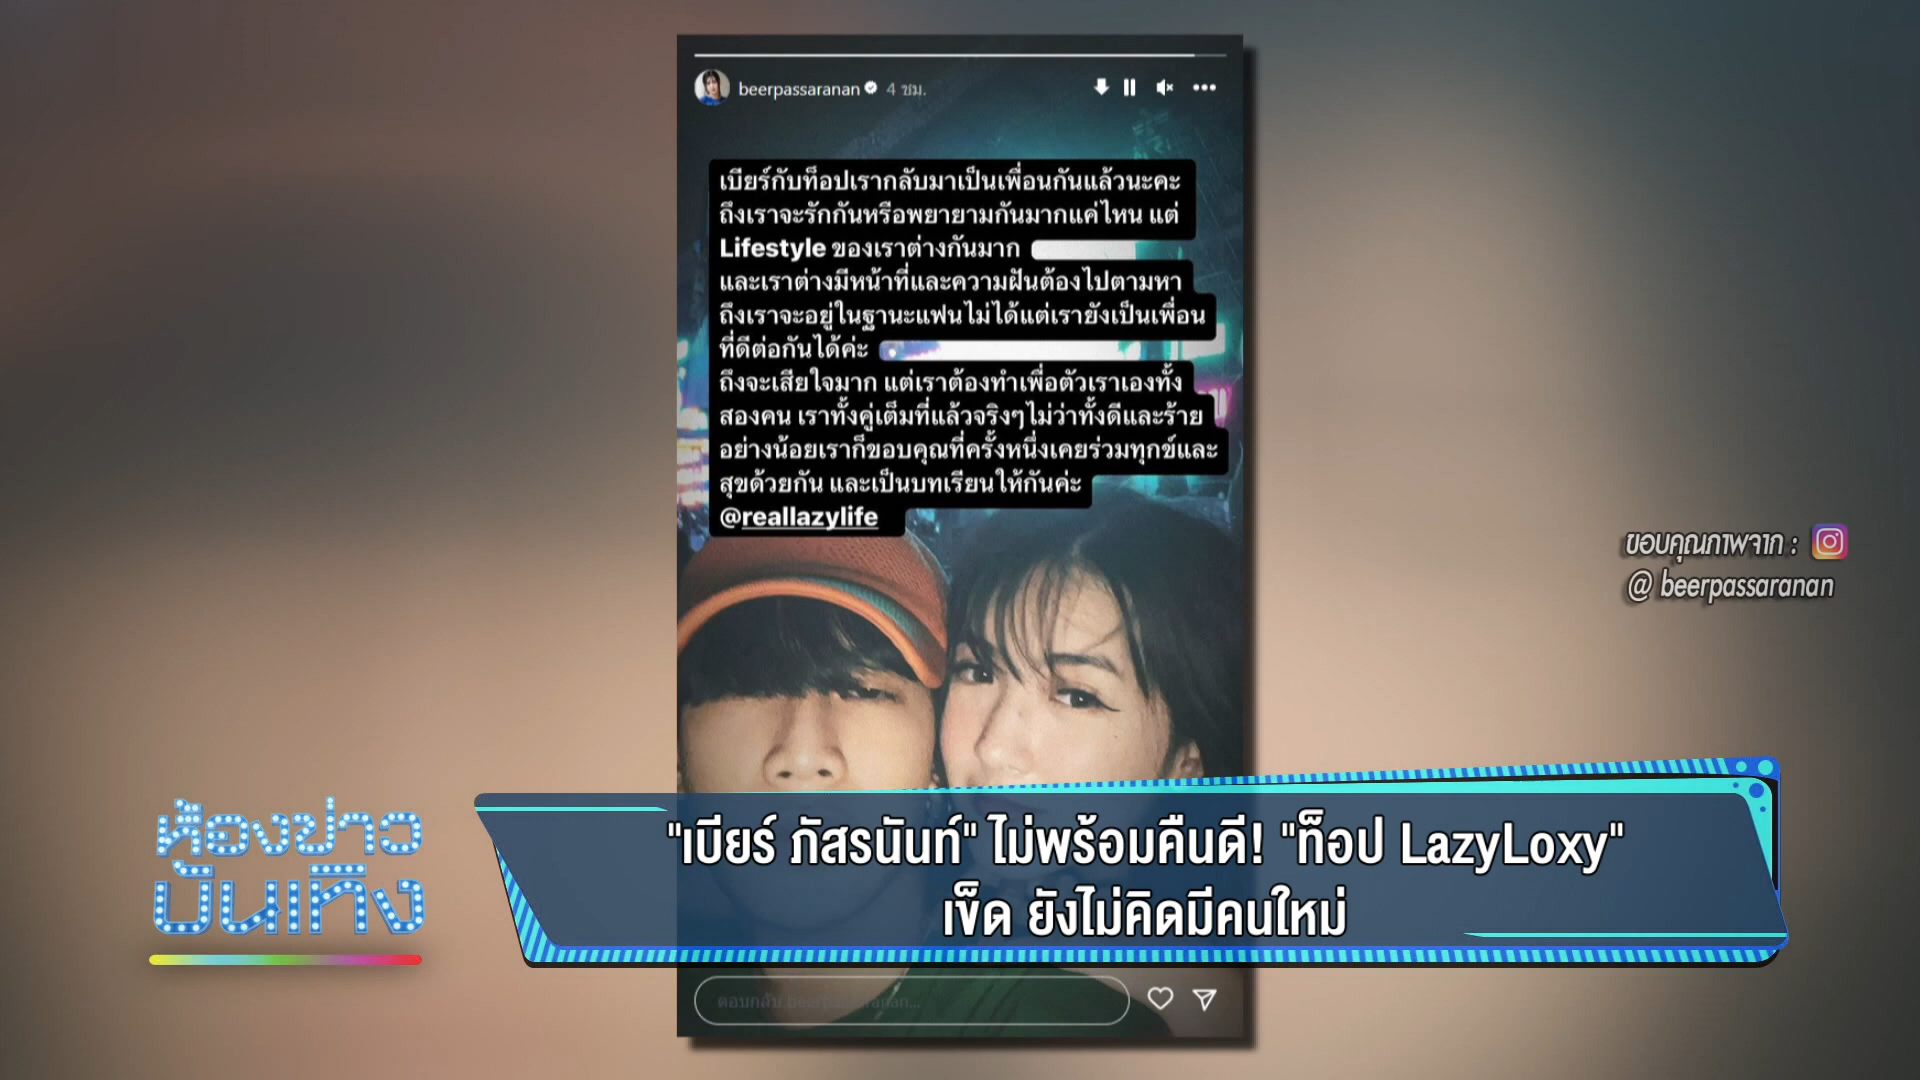 beerpassaranan 4 ชม.
เบียร์กับท็อปเรากลับมาเป็นเพื่อนกันแล้วนะคะ
ถึงเราจะรักกันหรือพยายามกันมากแค่ไหน แต่
Lifestyle ของเราต่างกันมาก
และเราต่างมีหน้าที่และความฝันต้องไปตามหา
ถึงเราจะอยู่ในฐานะแฟนไม่ได้แต่เรายังเป็นเพื่อน
ที่ดีต่อกันได้ค่ะ
ถึงจะเสียใจมาก แต่เราต้องทำเพื่อตัวเราเองทั้ง
สองคน เราทั้งคู่เต็มที่แล้วจริงๆไม่ว่าทั้งดีและร้าย
อย่างน้อยเราก็ขอบคุณที่ครั้งหนึ่งเคยร่วมทุกข์และ
สุขด้วยกัน และเป็นบทเรียนให้กันค่ะ
@reallazylife
ขอบคุณภาพจาก :
@ beerpassaranan
ห้องข่าว
บันเทิง
"เบียร์ ภัสรนันท์" ไม่พร้อมคืนดี! "ท็อป LazyLoxy"
เข็ด ยังไม่คิดมีคนใหม่
ตอบกลับ beerpassaranan...